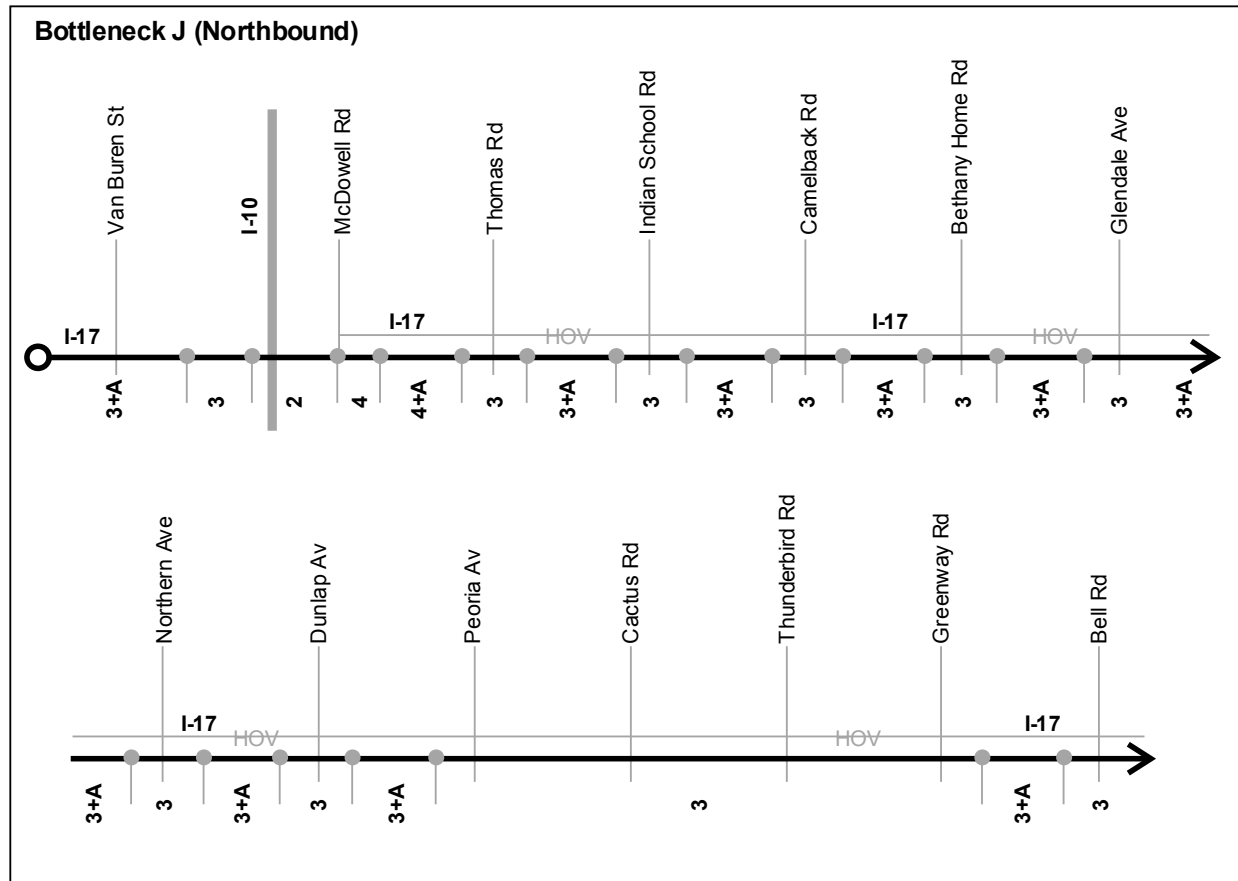 Bottleneck J (Northbound)
Van Buren St
I-10
McDowell Rd
Thomas Rd
Indian School Rd
Camelback Rd
Bethany Home Rd
Glendale Ave
I-17
I-17
HOV
I-17
HOV
3+A
3
2
4
4+A
3
3+A
3
3+A
3
3+A
3
3+A
3
3+A
Northern Ave
Dunlap Av
Peoria Av
Cactus Rd
Thunderbird Rd
Greenway Rd
Bell Rd
I-17
HOV
HOV
I-17
3+A
3
3+A
3
3+A
3
3+A
3